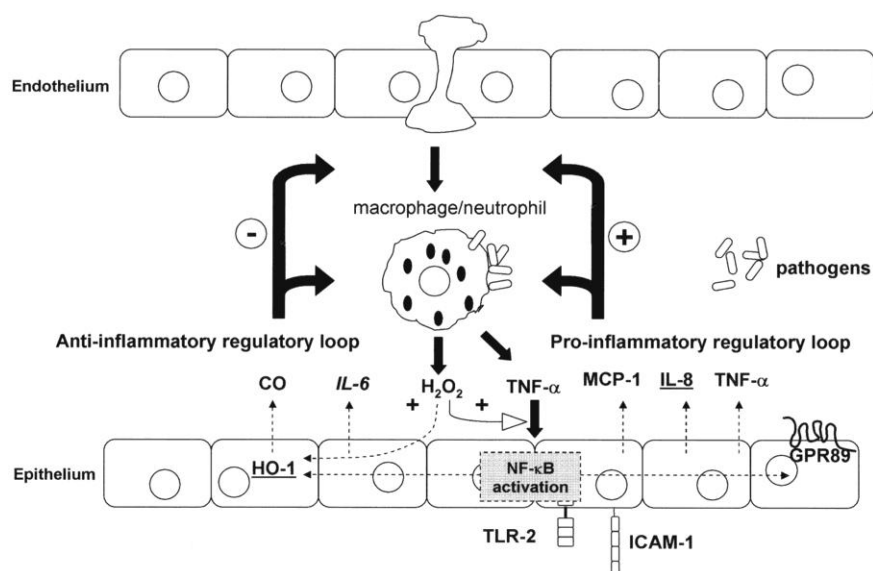 Endothelium
macrophage/neutrophil
-
+
pathogens
Anti-inflammatory regulatory loop
Pro-inflammatory regulatory loop
CO
IL-6
H₂O₂
TNF-α
MCP-1
IL-8
TNF-α
+
+
GPR89
Epithelium
HO-1
NF-κB
activation
TLR-2
ICAM-1